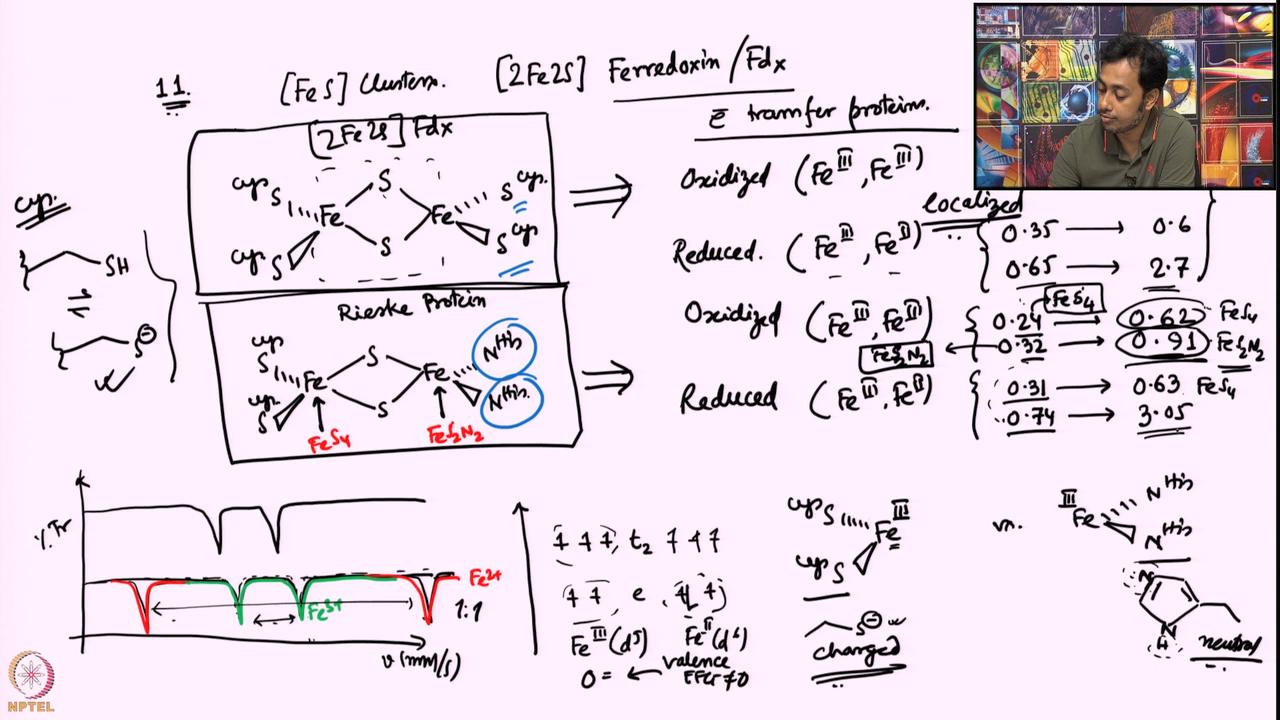 11. [FeS] Clusters. [2Fe2S] Ferredoxin/Fdx
ē transfer proteins.
[2Fe2S] Fdx
cys S Fe S S Fe S cys
cys S S cys
cys.
SH
⇌
S⊖
⇒ Oxidized (Fe^III, Fe^III)
localized
Reduced. (Fe^II, Fe^II)
0.35 → 0.6
0.65 → 2.7
Rieske Protein
cys S Fe S S Fe N^His
cys S N^His.
FeS4 FeS2N2
⇒ Oxidized (Fe^III, Fe^III)
FeS4
0.24 → 0.62 FeS4
FeS2N2 ← 0.32 → 0.91 FeS2N2
Reduced (Fe^III, Fe^II)
0.31 → 0.63 FeS4
0.74 → 3.05
%Tr
Fe2+
Fe3+
1:1
ν (mm/s)
t2
, e ,
Fe^III (d5) Fe^II (d6)
0 = ← valence
EFG ≠ 0
cys S Fe^III
cys S
S⊖
charged
vs.
III Fe N^His
N^His
N
N
H
neutral
NPTEL